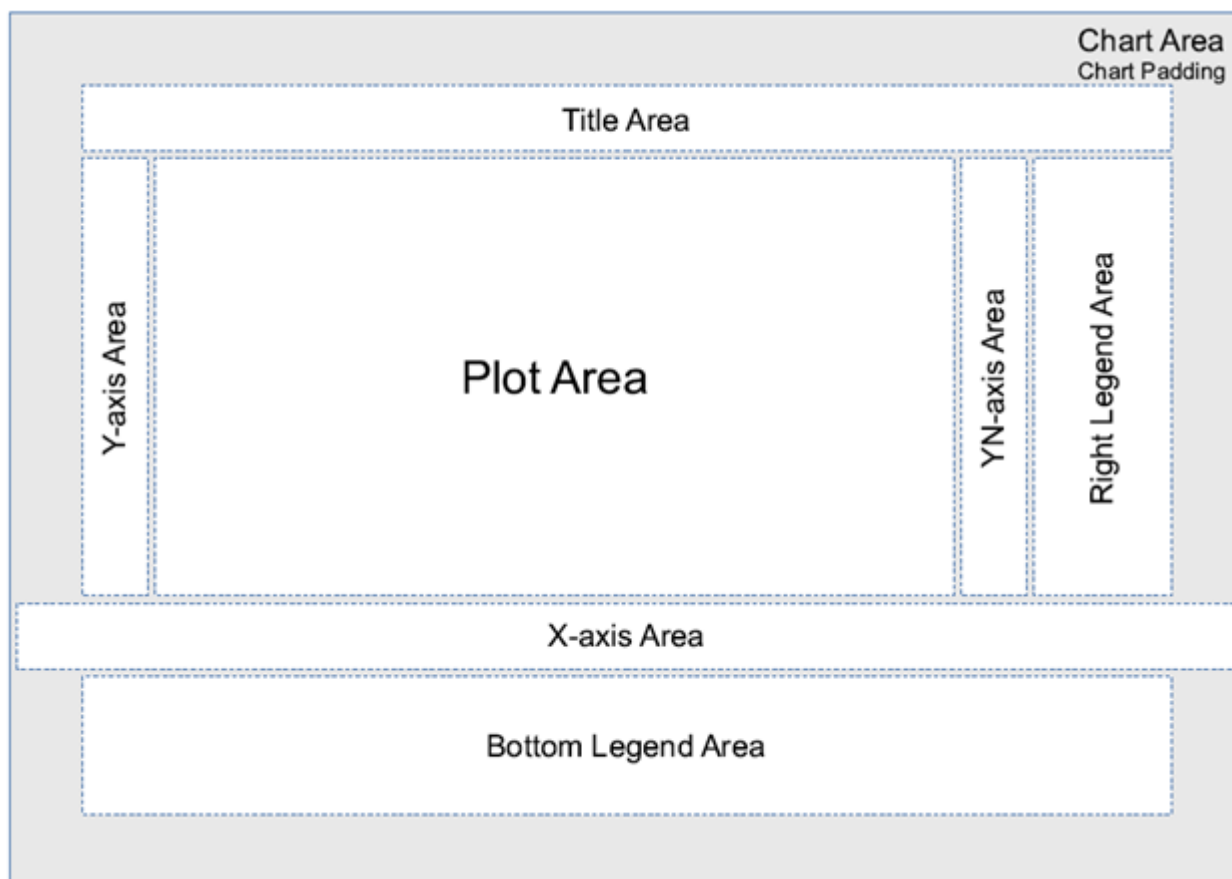 Chart Area
Chart Padding
Title Area
Y-axis Area
Plot Area
YN-axis Area
Right Legend Area
X-axis Area
Bottom Legend Area